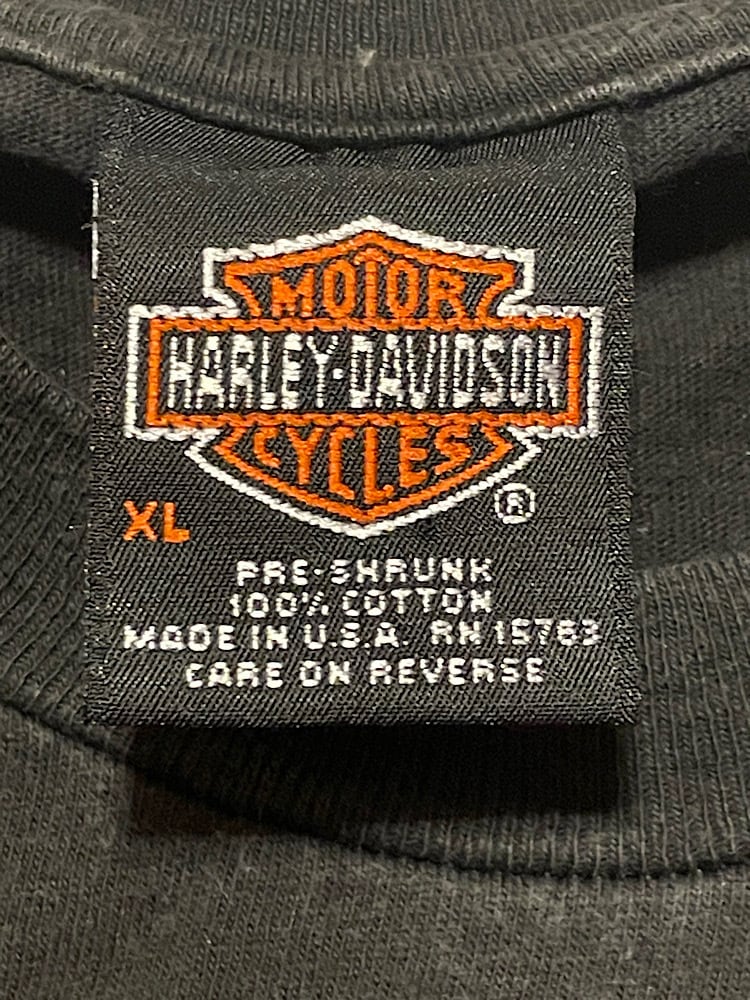 MOTOR
HARLEY-DAVIDSON
CYCLES
XL
®
PRE-SHRUNK
100% COTTON
MADE IN U.S.A. RN 15763
CARE ON REVERSE